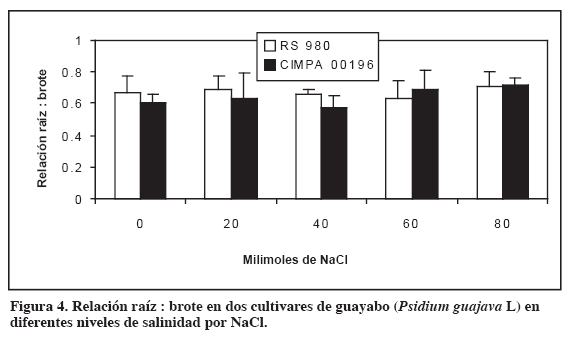 1
0.8
0.6
0.4
0.2
0
Relación raíz : brote
RS 980
CIMPA 00196
0 20 40 60 80
Milimoles de NaCl
Figura 4. Relación raíz : brote en dos cultivares de guayabo (Psidium guajava L) en
diferentes niveles de salinidad por NaCl.